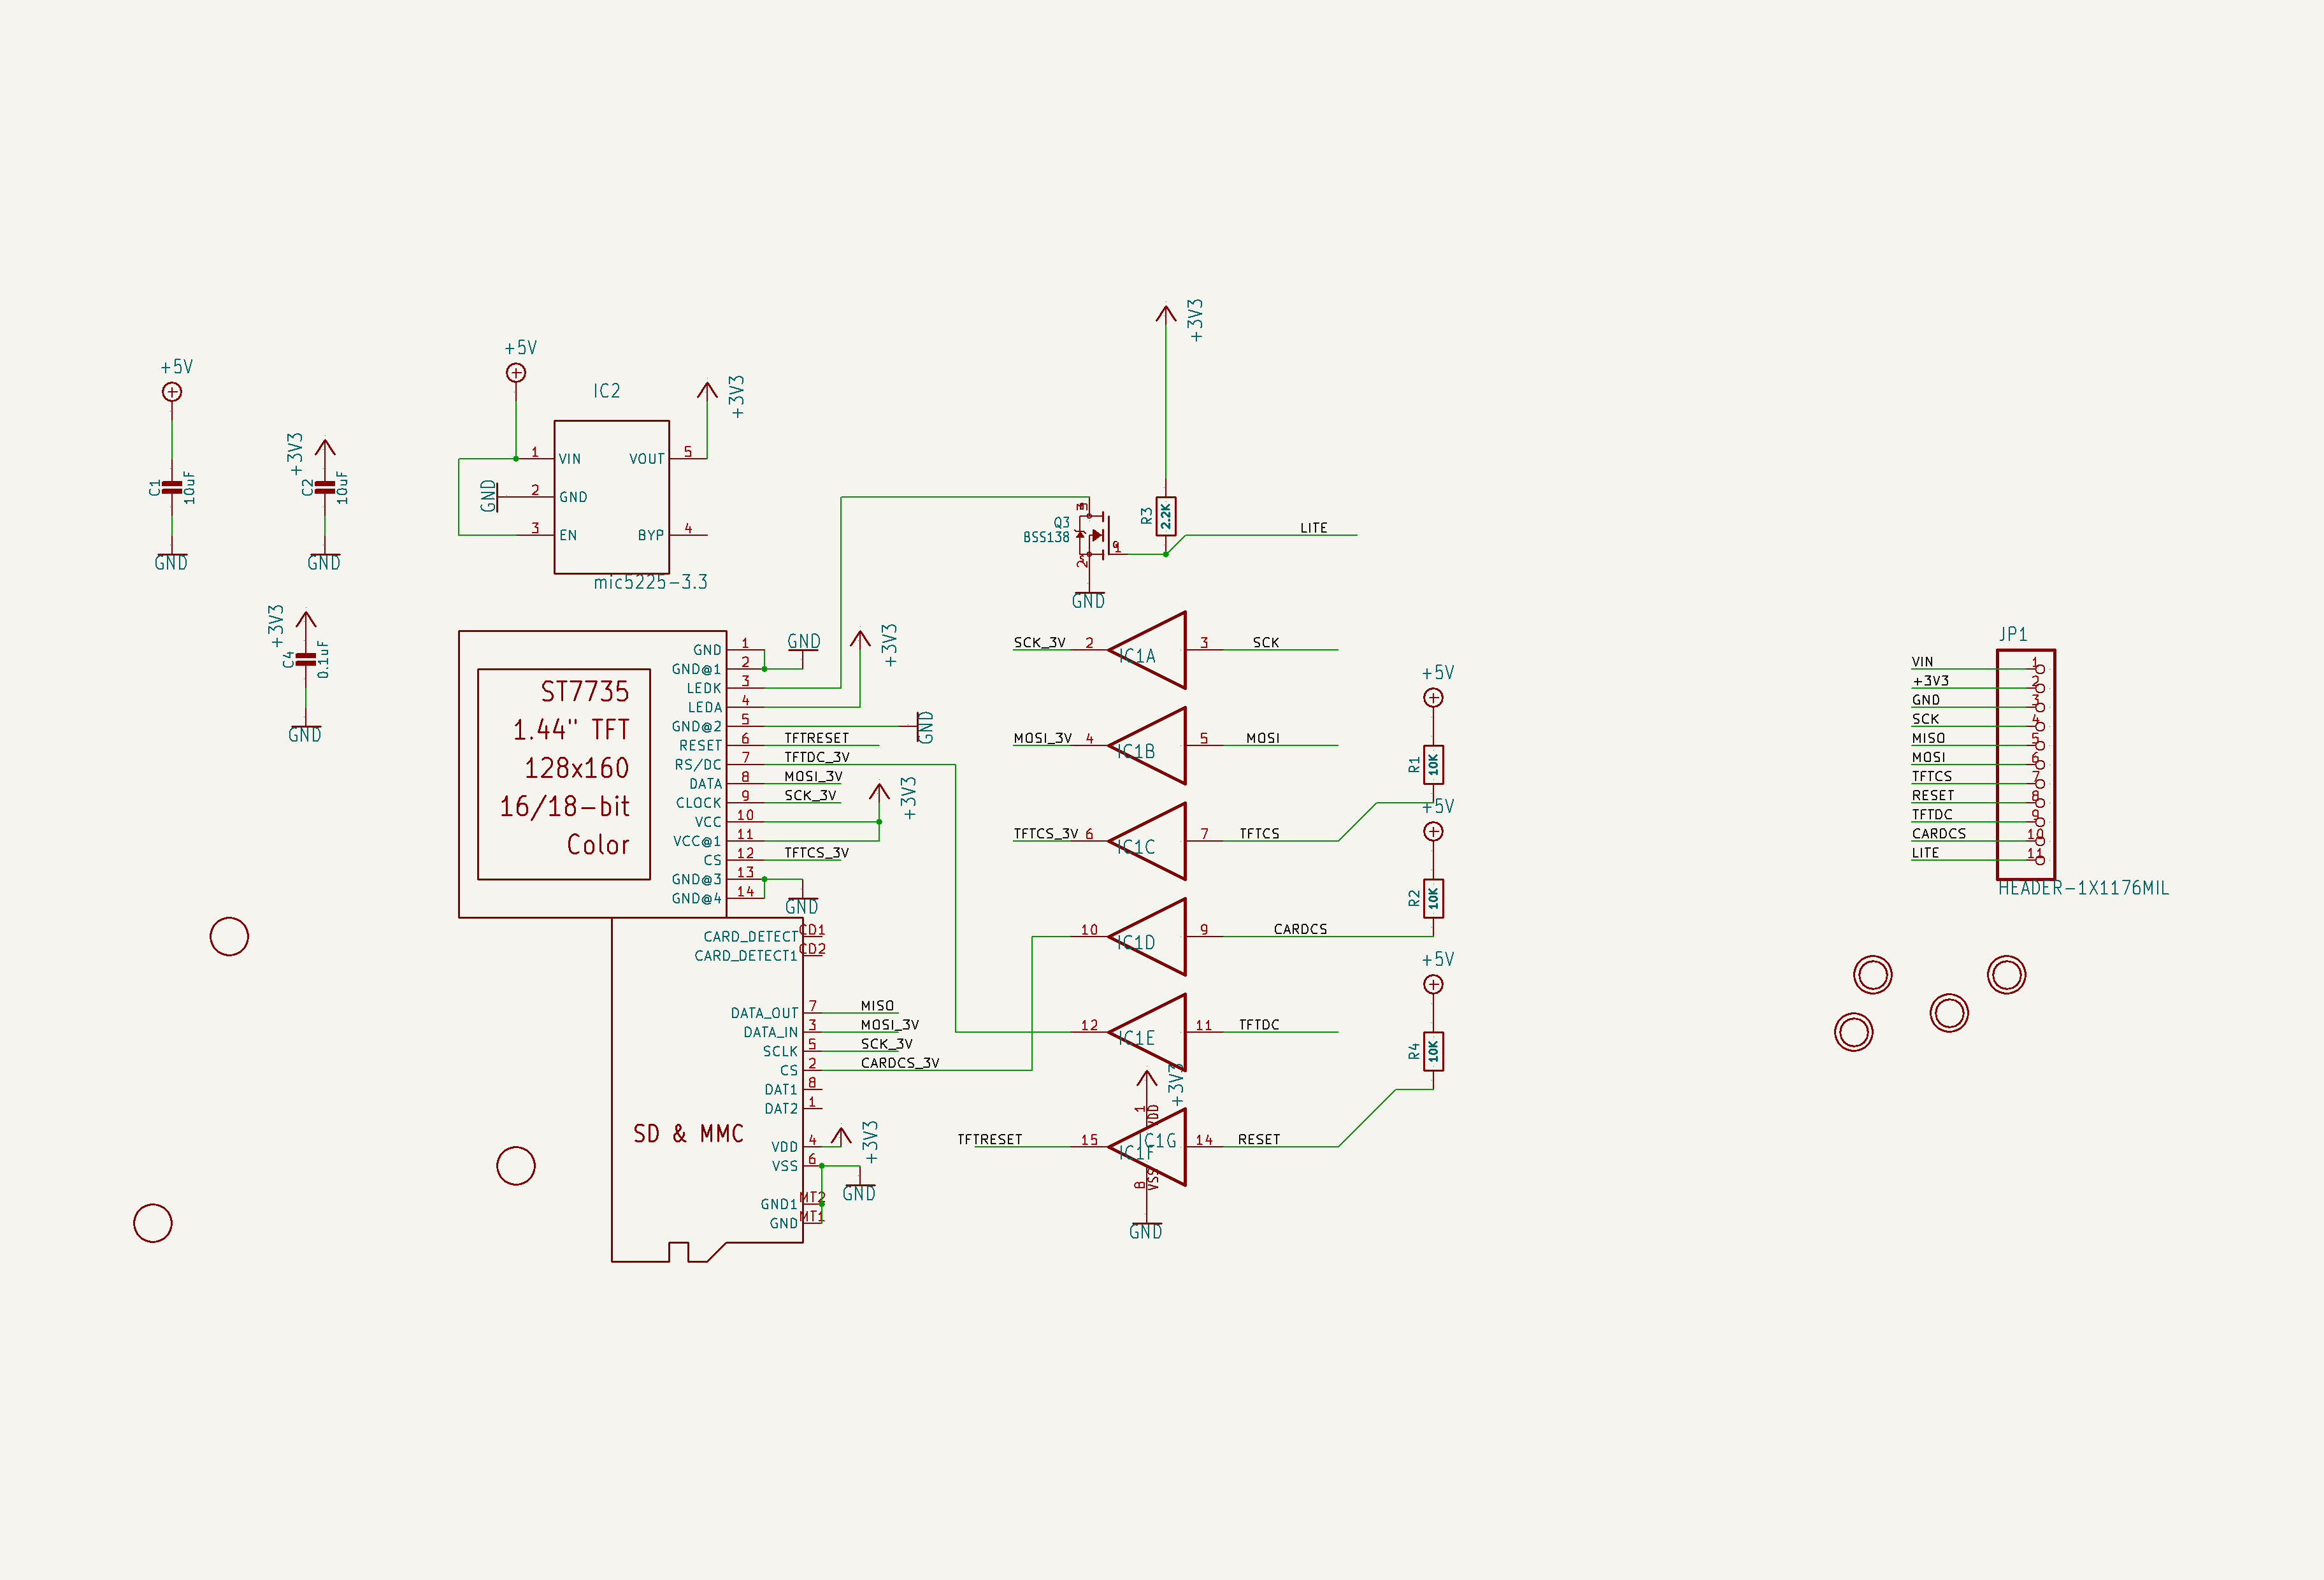 +5V
C1
10uF
GND
+3V3
C2
10uF
GND
+3V3
C4
0.1uF
GND
+5V
IC2
+3V3
1 VIN
VOUT 5
GND 2 GND
3 EN
BYP 4
mic5225-3.3
ST7735
1.44" TFT
128x160
16/18-bit
Color
GND 1
GND@1 2
LEDK 3
LEDA 4
GND@2 5
RESET 6 TFTRESET
RS/DC 7 TFTDC_3V
DATA 8 MOSI_3V
CLOCK 9 SCK_3V
VCC 10
VCC@1 11
CS 12 TFTCS_3V
GND@3 13
GND@4 14
GND
+3V3
GND
+3V3
GND
CARD_DETECT CD1
CARD_DETECT1 CD2
DATA_OUT 7 MISO
DATA_IN 3 MOSI_3V
SCLK 5 SCK_3V
CS 2 CARDCS_3V
DAT1 8
DAT2 1
SD & MMC
VDD 4
+3V3
VSS 6
GND
GND1 MT2
GND MT1
+3V3
R3
2.2K
Q3
BSS138
1
2
LITE
GND
SCK_3V 2 IC1A 3 SCK
MOSI_3V 4 IC1B 5 MOSI
TFTCS_3V 6 IC1C 7 TFTCS
10 IC1D 9 CARDCS
12 IC1E 11 TFTDC
+3V3
1 VDD
IC1G
TFTRESET 15 IC1F 14 RESET
8 VSS
GND
+5V
R1
10K
+5V
R2
10K
+5V
R4
10K
JP1
VIN 1
+3V3 2
GND 3
SCK 4
MISO 5
MOSI 6
TFTCS 7
RESET 8
TFTDC 9
CARDCS 10
LITE 11
HEADER-1X1176MIL